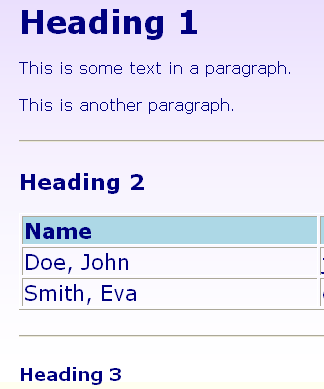 Heading 1
This is some text in a paragraph.
This is another paragraph.
Heading 2
Name
Doe, John
Smith, Eva
Heading 3